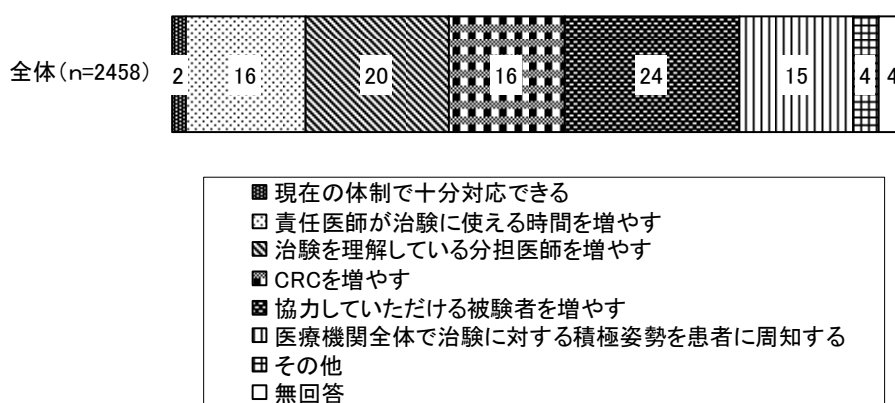 全体(n=2458) 2 16 20 16 24 15 4 4
現在の体制で十分対応できる
責任医師が治験に使える時間を増やす
治験を理解している分担医師を増やす
CRCを増やす
協力していただける被験者を増やす
医療機関全体で治験に対する積極姿勢を患者に周知する
その他
無回答